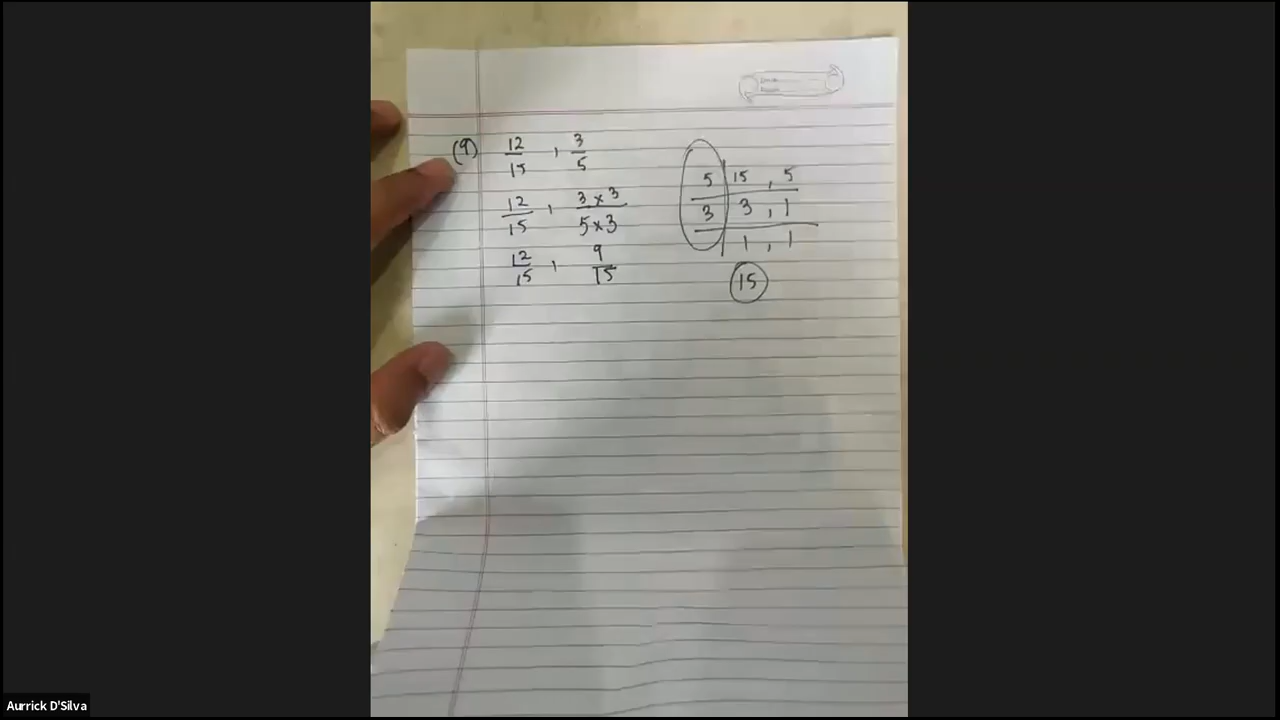 (9) 12/15 , 3/5
12/15 , 3 x 3/5 x 3
12/15 , 9/15
5 | 15 , 5
3 | 3 , 1
1 , 1
15
Aurrick D'Silva